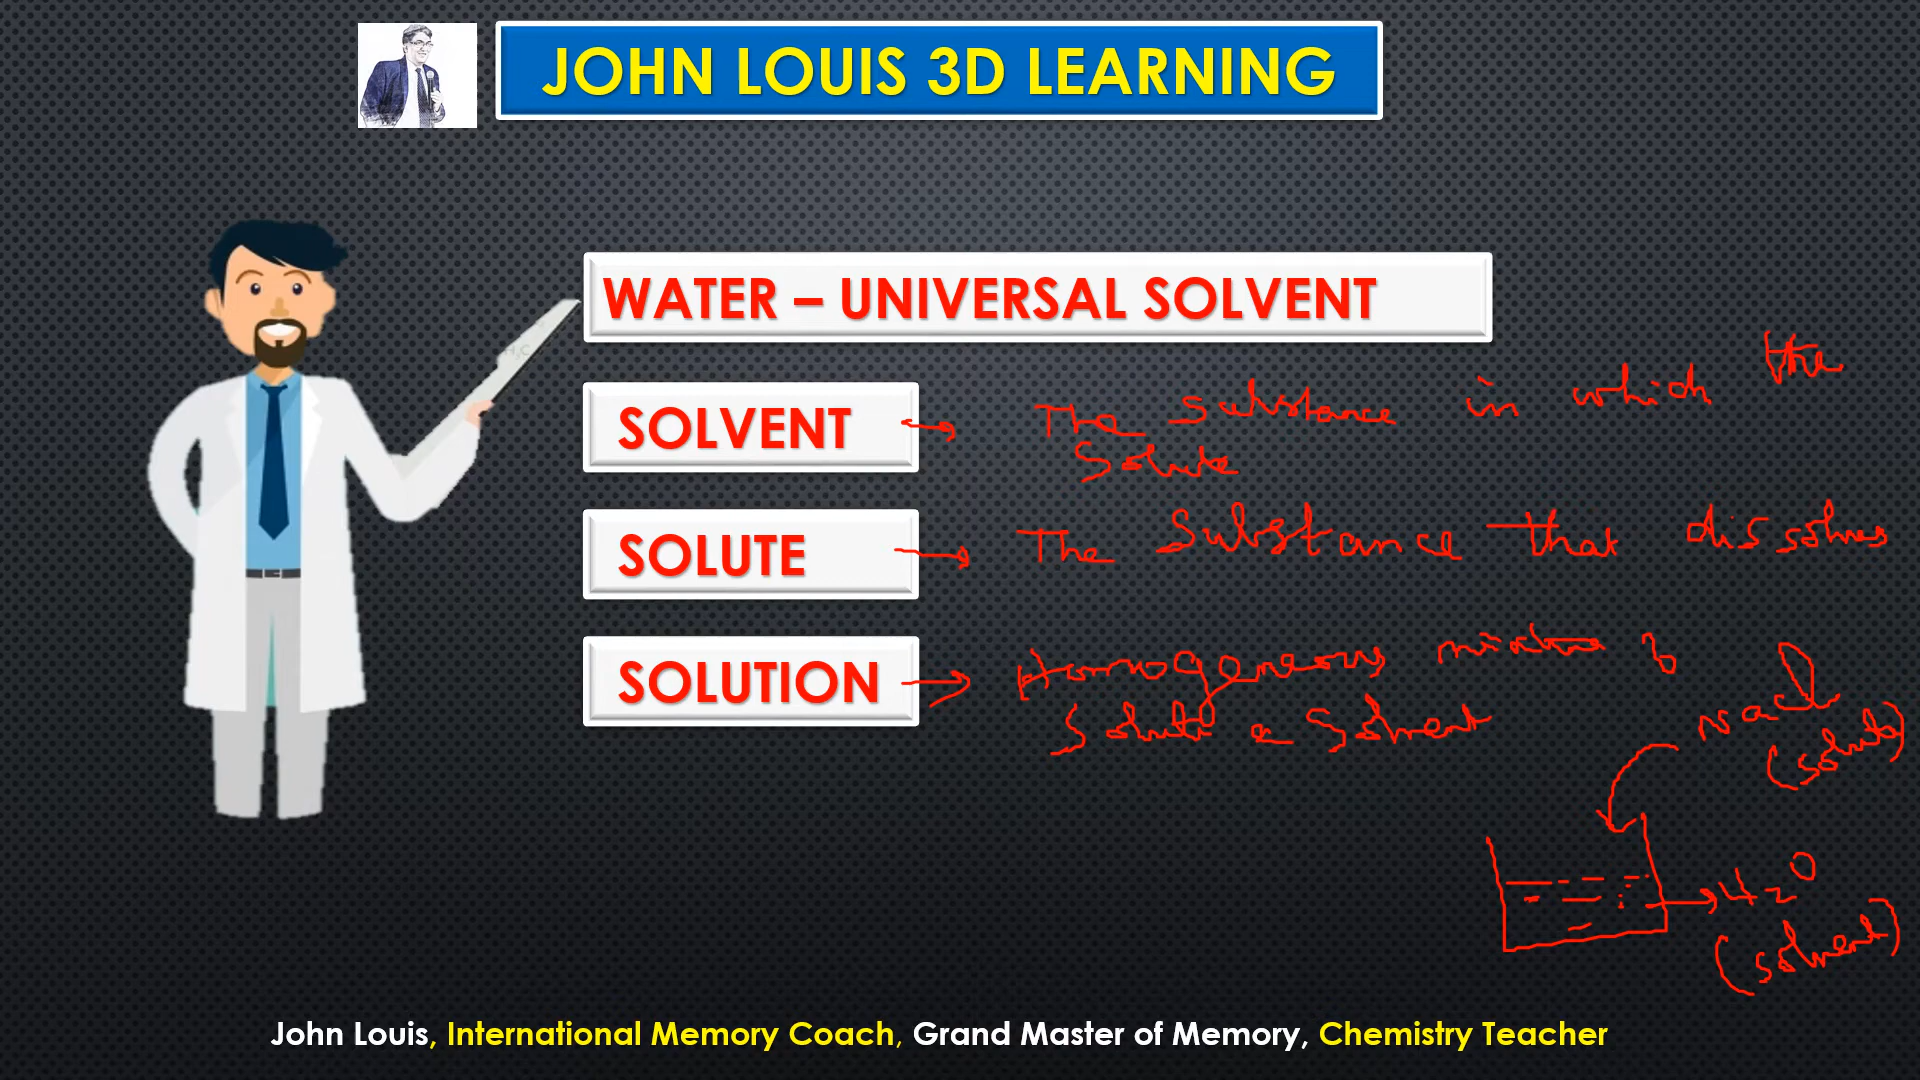 JOHN LOUIS 3D LEARNING
WATER – UNIVERSAL SOLVENT
SOLVENT → The Substance in which the
Solute
SOLUTE → The Substance that dissolves
SOLUTION → Homogeneous mixture of
Solute & Solvent
NaCl
(solute)
H2O
(solvent)
John Louis, International Memory Coach, Grand Master of Memory, Chemistry Teacher